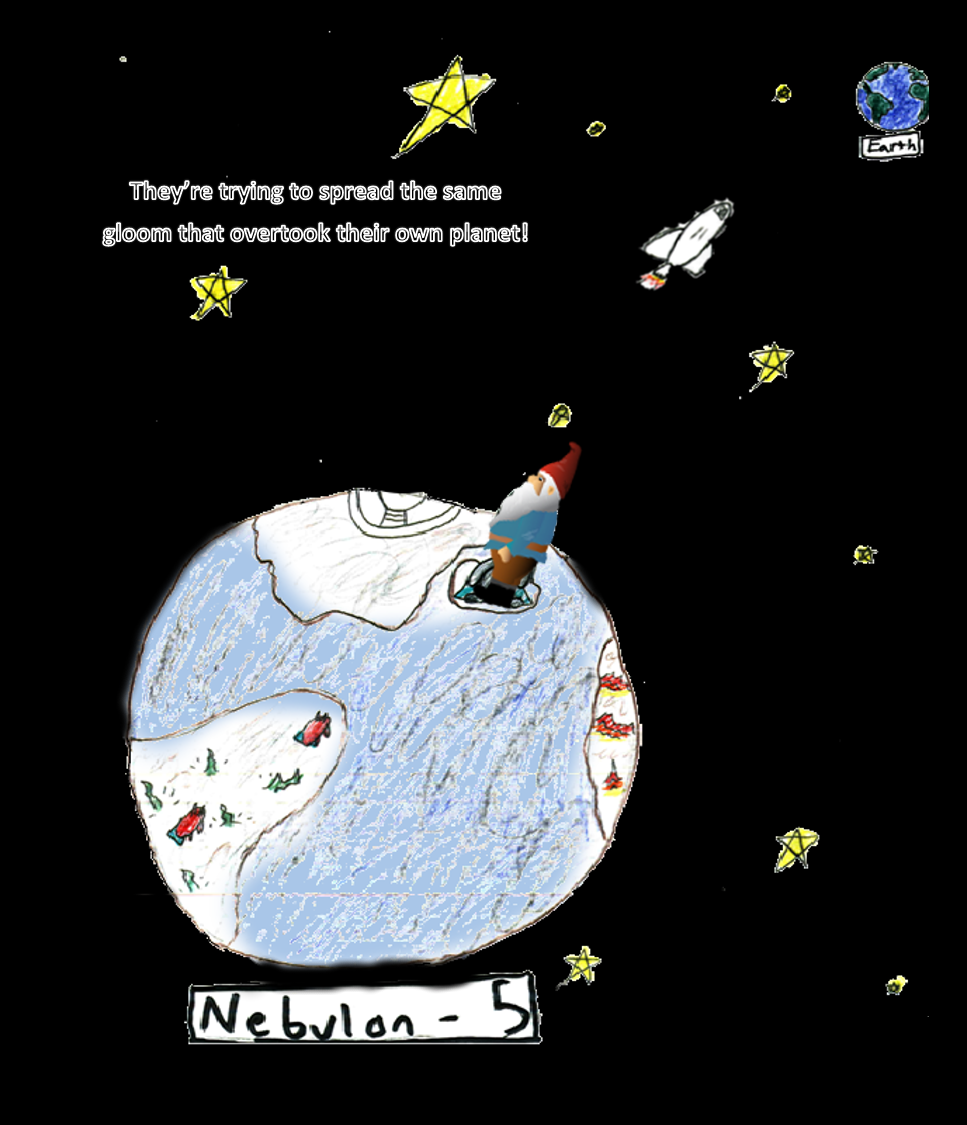 Earth
They’re trying to spread the same
gloom that overtook their own planet!
Nebulon - 5